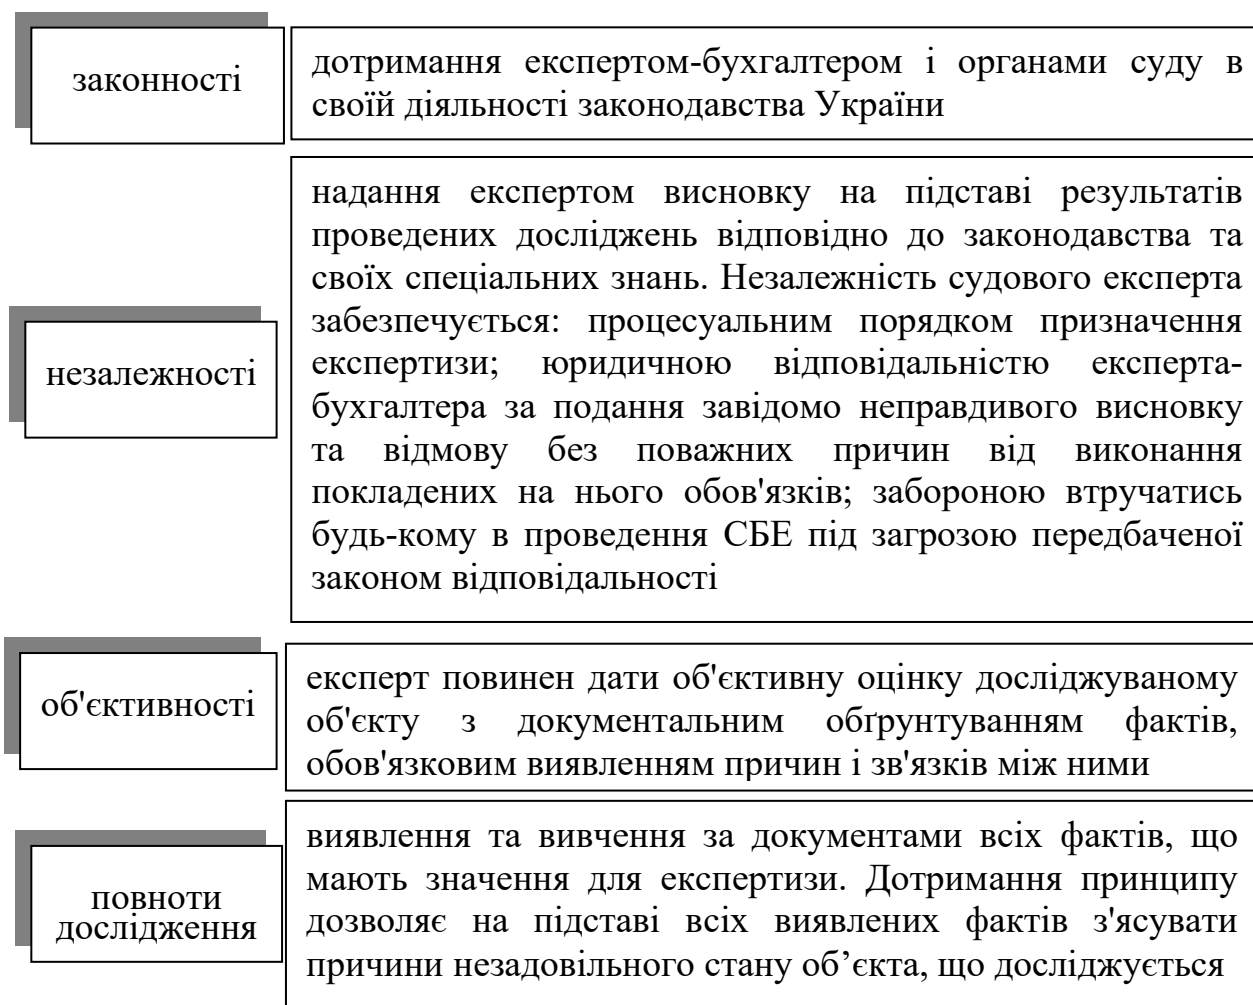 законності
дотримання експертом-бухгалтером і органами суду в
своїй діяльності законодавства України
незалежності
надання експертом висновку на підставі результатів
проведених досліджень відповідно до законодавства та
своїх спеціальних знань. Незалежність судового експерта
забезпечується: процесуальним порядком призначення
експертизи; юридичною відповідальністю експерта-
бухгалтера за подання завідомо неправдивого висновку
та відмову без поважних причин від виконання
покладених на нього обов'язків; забороною втручатись
будь-кому в проведення СБЕ під загрозою передбаченої
законом відповідальності
об'єктивності
експерт повинен дати об'єктивну оцінку досліджуваному
об'єкту з документальним обґрунтуванням фактів,
обов'язковим виявленням причин і зв'язків між ними
повноти
дослідження
виявлення та вивчення за документами всіх фактів, що
мають значення для експертизи. Дотримання принципу
дозволяє на підставі всіх виявлених фактів з'ясувати
причини незадовільного стану об’єкта, що досліджується